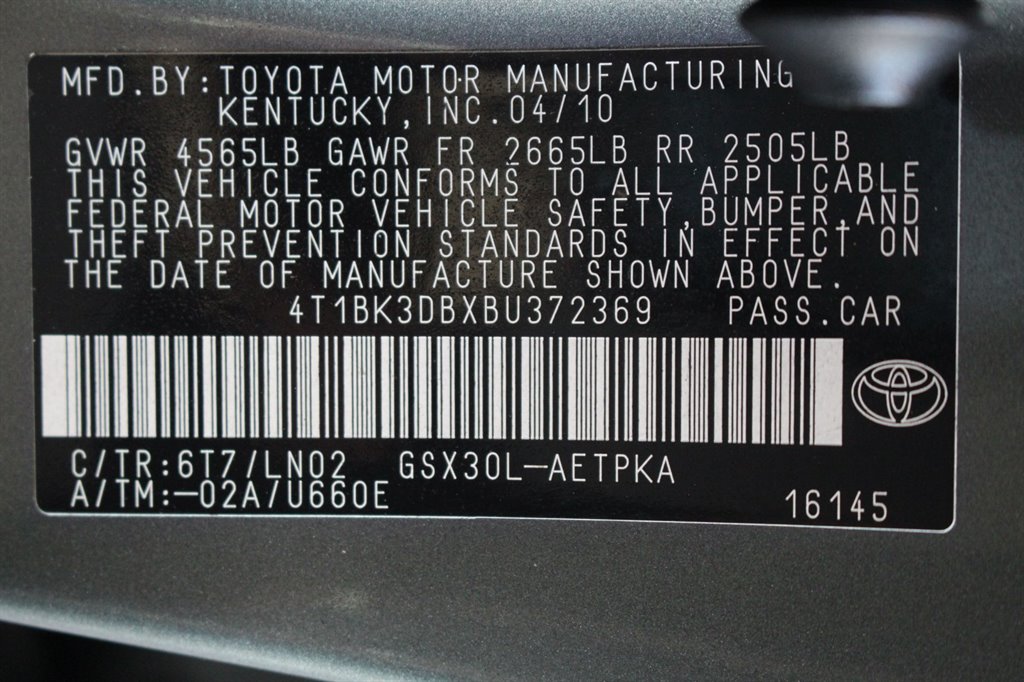 MFD.BY:TOYOTA MOTOR MANUFACTURING
KENTUCKY,INC.04/10
GVWR 4565LB GAWR FR 2665LB RR 2505LB
THIS VEHICLE CONFORMS TO ALL APPLICABLE
FEDERAL MOTOR VEHICLE SAFETY,BUMPER,AND
THEFT PREVENTION STANDARDS IN EFFECT ON
THE DATE OF MANUFACTURE SHOWN ABOVE.
4T1BK3DBXBU372369 PASS.CAR
C/TR:6T7/LN02 GSX30L-AETPKA
A/TM:-02A/U660E
16145